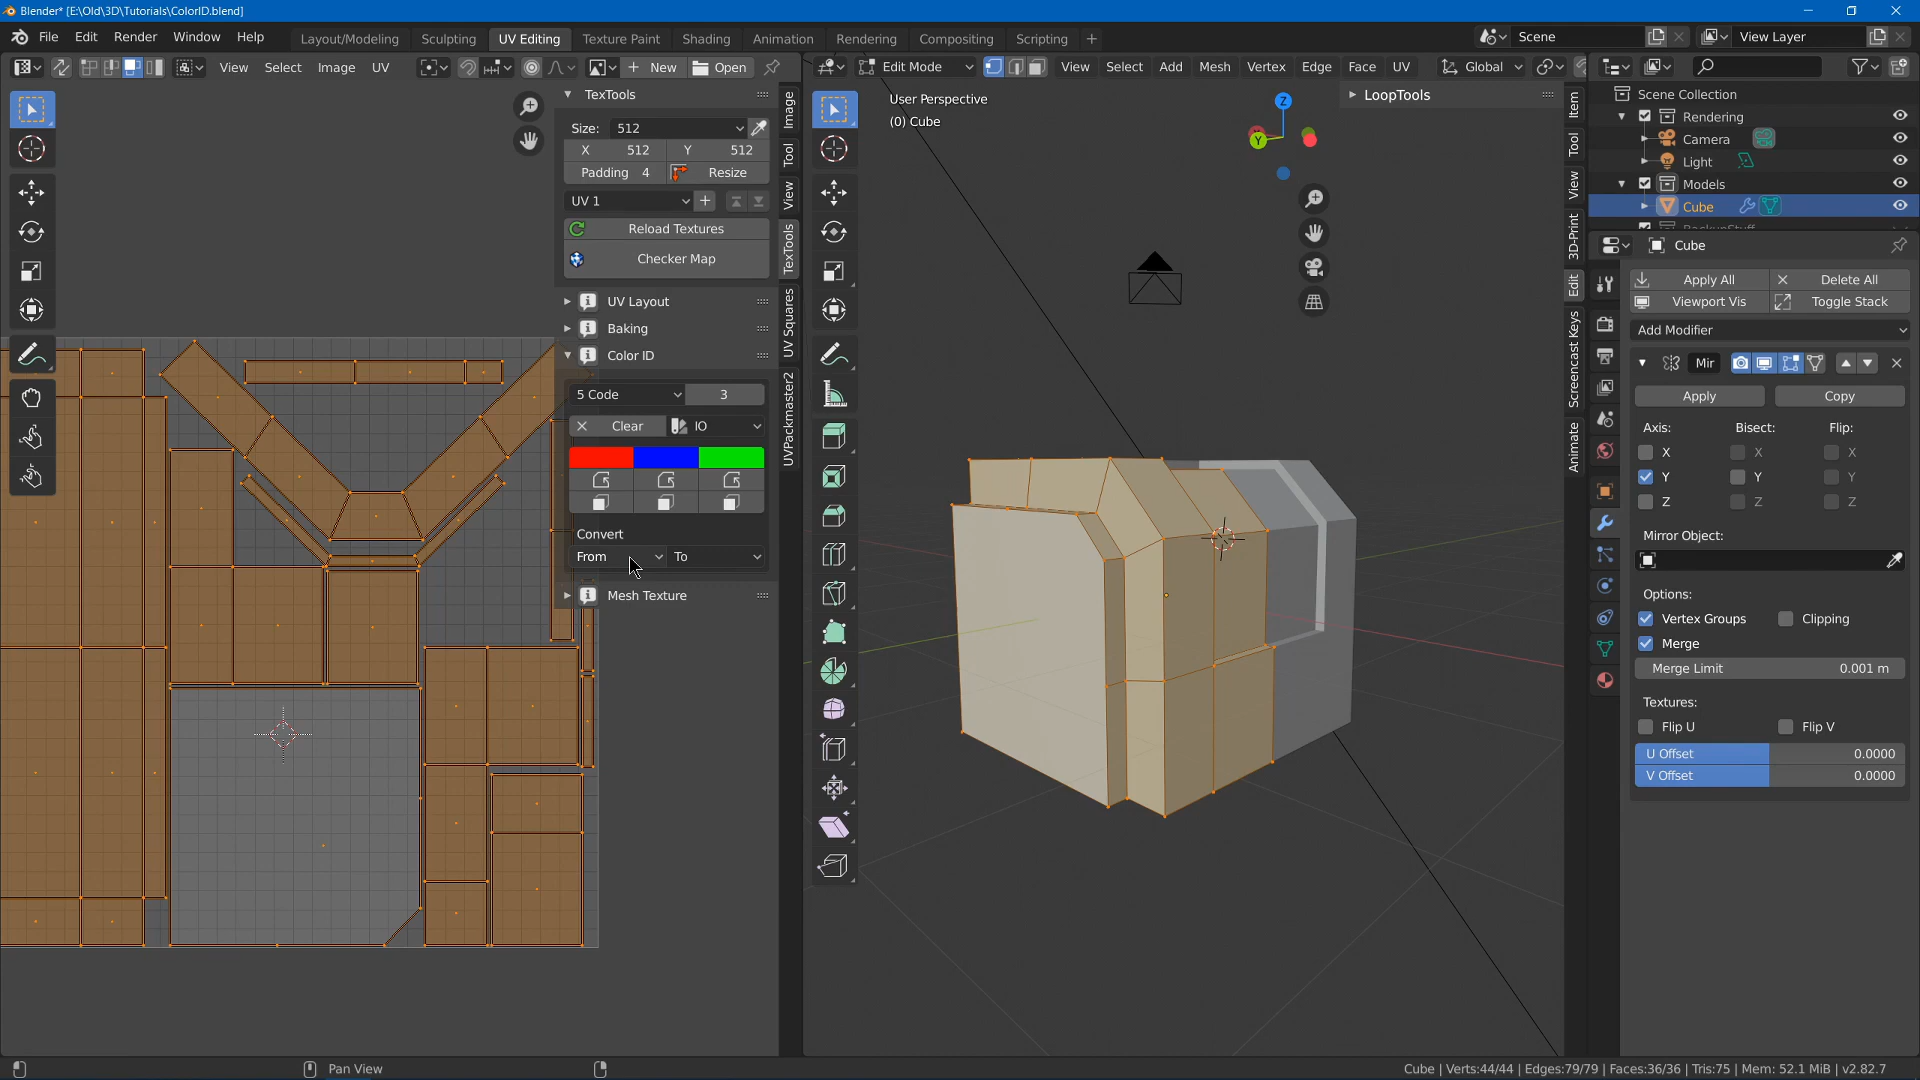 Blender* [E:\Old\3D\Tutorials\ColorID.blend]
File Edit Render Window Help
Layout/Modeling Sculpting UV Editing Texture Paint Shading Animation Rendering Compositing Scripting +
Scene
View Layer
View Select Image UV
New Open
Edit Mode View Select Add Mesh Vertex Edge Face UV Global
TexTools
Size: 512
X 512 Y 512
Padding 4 Resize
UV 1
Reload Textures
Checker Map
UV Layout
Baking
Color ID
5 Code 3
Clear IO
Convert
From To
Mesh Texture
Image
Tool
View
TexTools
UV Squares
UVPackmaster2
User Perspective
(0) Cube
Z
Y
LoopTools
Item
Tool
View
3D-Print
Edit
Screencast Keys
Animate
Scene Collection
Rendering
Camera
Light
Models
Cube
BackupStuff
Cube
Apply All Delete All
Viewport Vis Toggle Stack
Add Modifier
Mir
Apply Copy
Axis: Bisect: Flip:
X X X
Y Y Y
Z Z Z
Mirror Object:
Options:
Vertex Groups Clipping
Merge
Merge Limit 0.001 m
Textures:
Flip U Flip V
U Offset 0.0000
V Offset 0.0000
Pan View
Cube | Verts:44/44 | Edges:79/79 | Faces:36/36 | Tris:75 | Mem: 52.1 MiB | v2.82.7